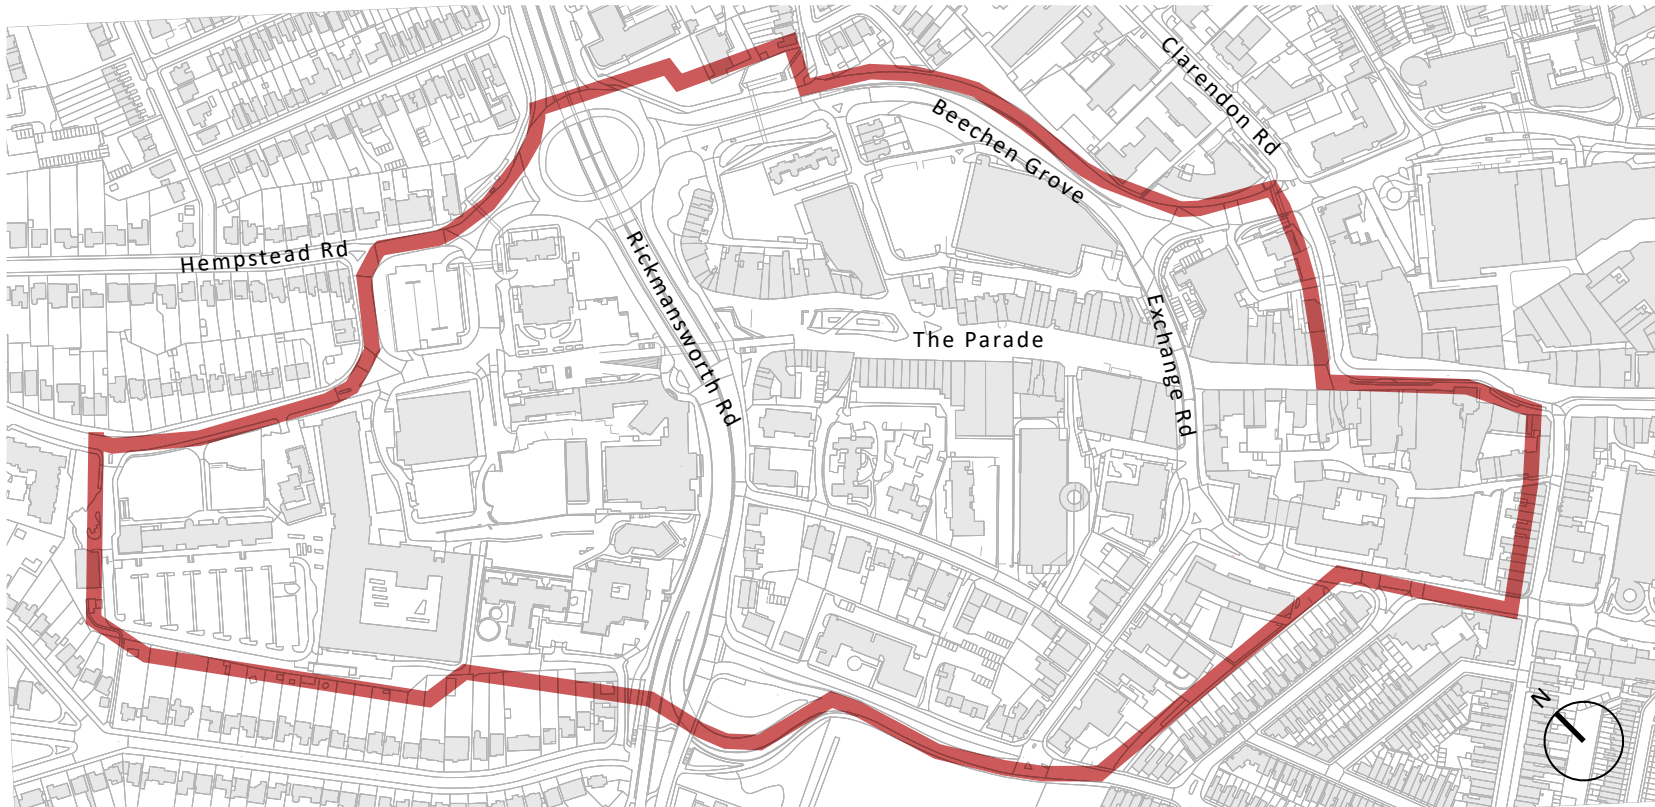 Clarendon Rd
Beechen Grove
Hempstead Rd
Rickmansworth Rd
The Parade
Exchange Rd
N